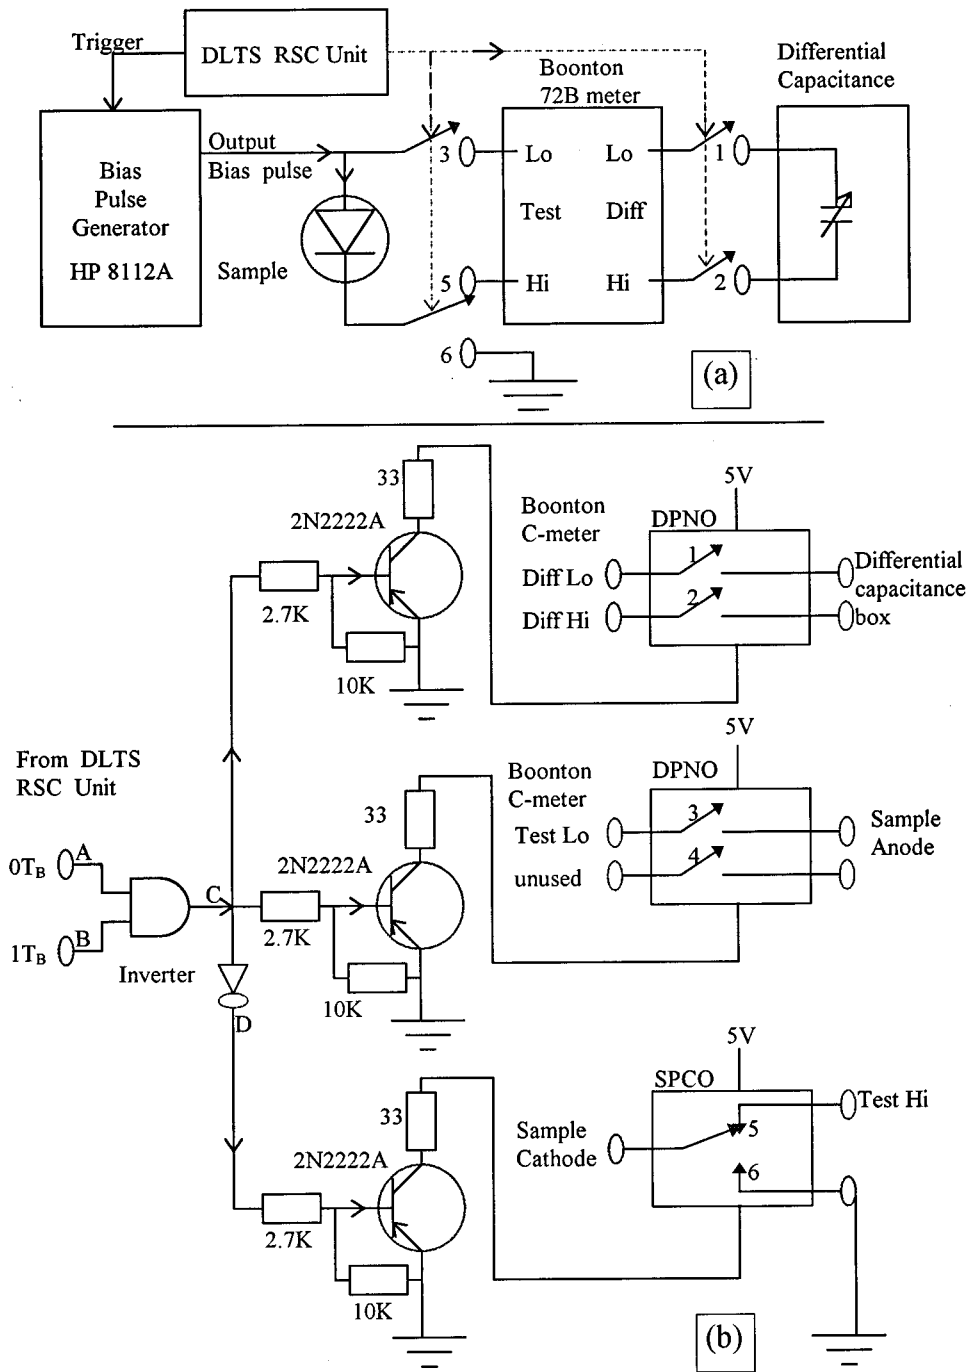 Trigger
DLTS RSC Unit
Differential
Capacitance
Boonton
72B meter
Output
Bias pulse
Bias
Pulse
Generator
HP 8112A
Sample
3
5
6
Lo
Lo
Test
Diff
Hi
Hi
1
2
(a)
33
2N2222A
2.7K
10K
Boonton
C-meter
Diff Lo
Diff Hi
5V
DPNO
1
2
Differential
capacitance
box
From DLTS
RSC Unit
0TB
A
1TB
B
C
Inverter
D
33
2N2222A
2.7K
10K
Boonton
C-meter
Test Lo
unused
5V
DPNO
3
4
Sample
Anode
33
2N2222A
2.7K
10K
Sample
Cathode
5V
SPCO
5
6
Test Hi
(b)